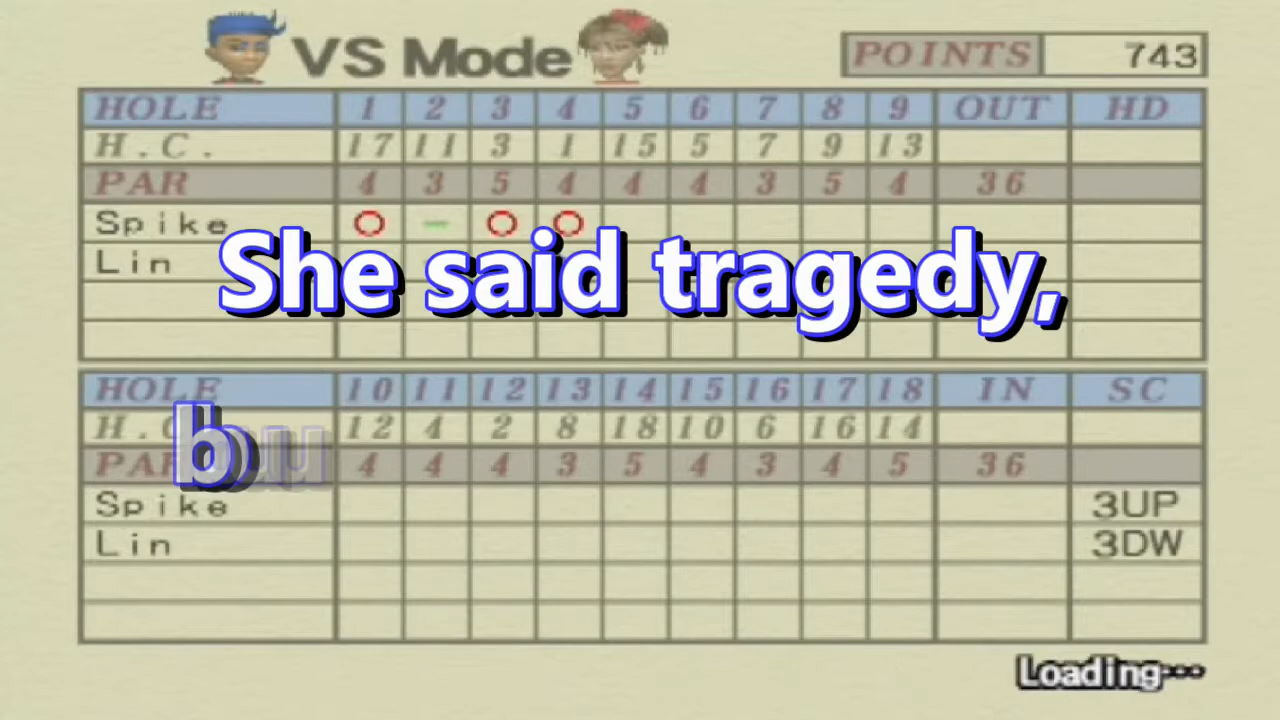 VS Mode POINTS 743
HOLE 1 2 3 4 5 6 7 8 9 OUT HD
H.C. 17 11 3 1 15 5 7 9 13
PAR 4 3 5 4 4 4 3 5 4 36
Spike O - O O
Lin
She said tragedy,
HOLE 10 11 12 13 14 15 16 17 18 IN SC
H.C 12 4 2 8 18 10 6 16 14
PAR 4 4 4 3 5 4 3 4 5 36
b
Spike 3UP
Lin 3DW
Loading...